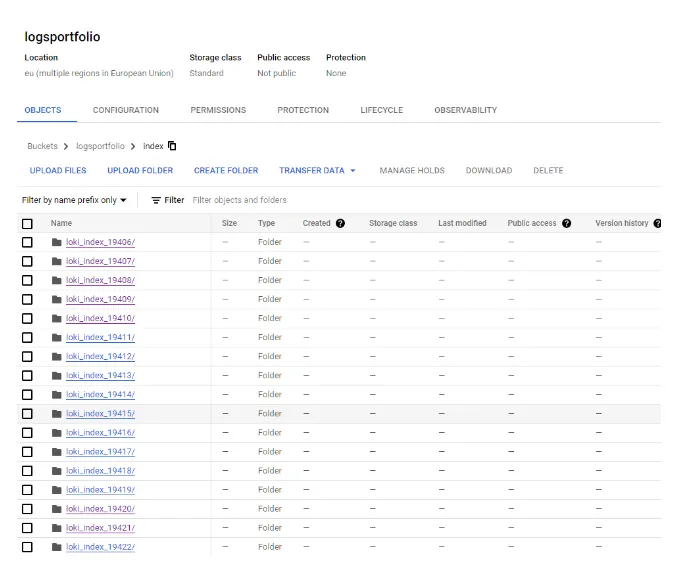 logsportfolio
Location Storage class Public access Protection
eu (multiple regions in European Union) Standard Not public None
OBJECTS CONFIGURATION PERMISSIONS PROTECTION LIFECYCLE OBSERVABILITY
Buckets > logsportfolio > index
UPLOAD FILES UPLOAD FOLDER CREATE FOLDER TRANSFER DATA MANAGE HOLDS DOWNLOAD DELETE
Filter by name prefix only Filter Filter objects and folders
Name Size Type Created ? Storage class Last modified Public access ? Version history ?
loki_index_19406/ — Folder — — — — —
loki_index_19407/ — Folder — — — — —
loki_index_19408/ — Folder — — — — —
loki_index_19409/ — Folder — — — — —
loki_index_19410/ — Folder — — — — —
loki_index_19411/ — Folder — — — — —
loki_index_19412/ — Folder — — — — —
loki_index_19413/ — Folder — — — — —
loki_index_19414/ — Folder — — — — —
loki_index_19415/ — Folder — — — — —
loki_index_19416/ — Folder — — — — —
loki_index_19417/ — Folder — — — — —
loki_index_19418/ — Folder — — — — —
loki_index_19419/ — Folder — — — — —
loki_index_19420/ — Folder — — — — —
loki_index_19421/ — Folder — — — — —
loki_index_19422/ — Folder — — — — —